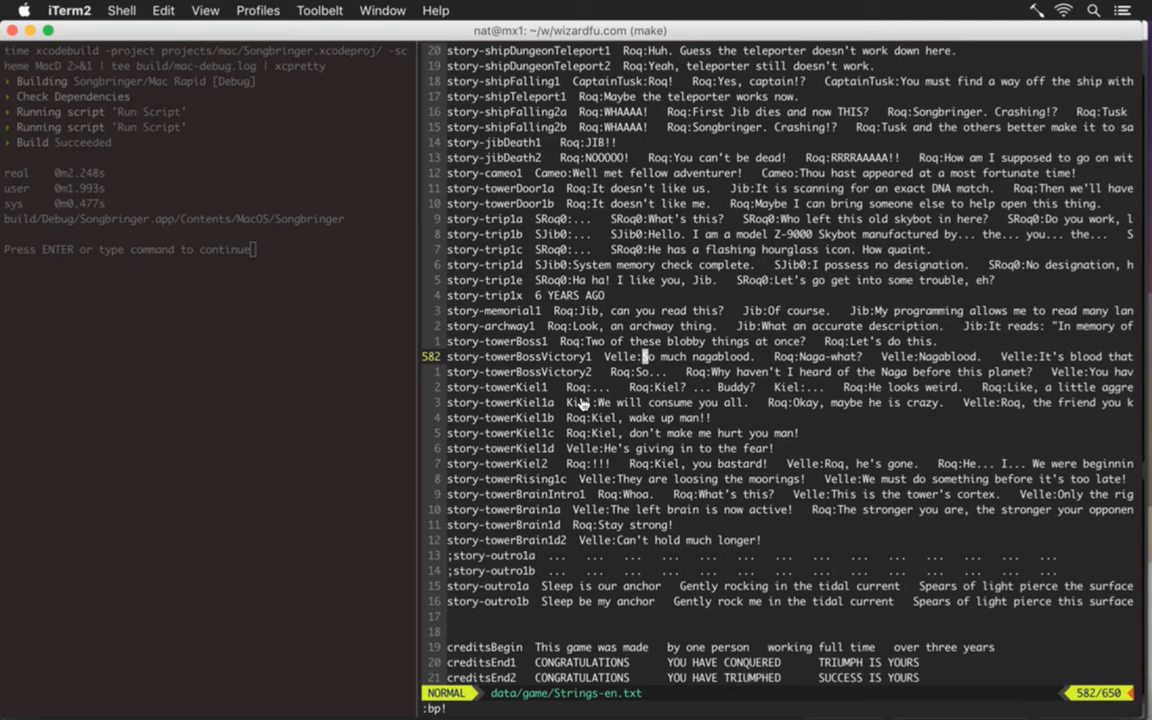 iTerm2 Shell Edit View Profiles Toolbelt Window Help
nat@mx1: ~/w/wizardfu.com (make)
time xcodebuild -project projects/mac/Songbringer.xcodeproj/ -sc
heme MacD 2>&1 | tee build/mac-debug.log | xcpretty
› Building Songbringer/Mac Rapid [Debug]
› Check Dependencies
› Running script 'Run Script'
› Running script 'Run Script'
› Build Succeeded
real 0m2.248s
user 0m1.993s
sys 0m0.477s
build/Debug/Songbringer.app/Contents/MacOS/Songbringer
Press ENTER or type command to continue
20 story-shipDungeonTeleport1 Roq:Huh. Guess the teleporter doesn't work down here.
19 story-shipDungeonTeleport2 Roq:Yeah, teleporter still doesn't work.
18 story-shipFalling1 CaptainTusk:Roq! Roq:Yes, captain!? CaptainTusk:You must find a way off the ship with
17 story-shipTeleport1 Roq:Maybe the teleporter works now.
16 story-shipFalling2a Roq:WHAAAA! Roq:First Jib dies and now THIS? Roq:Songbringer. Crashing!? Roq:Tusk
15 story-shipFalling2b Roq:WHAAAA! Roq:Songbringer. Crashing!? Roq:Tusk and the others better make it to sa
14 story-jibDeath1 Roq:JIB!!
13 story-jibDeath2 Roq:NOOOOO! Roq:You can't be dead! Roq:RRRRAAAAA!! Roq:How am I supposed to go on wit
12 story-cameo1 Cameo:Well met fellow adventurer! Cameo:Thou hast appeared at a most fortunate time!
11 story-towerDoor1a Roq:It doesn't like us. Jib:It is scanning for an exact DNA match. Roq:Then we'll have
10 story-towerDoor1b Roq:It doesn't like me. Roq:Maybe I can bring someone else to help open this thing.
9 story-trip1a SRoq0:... SRoq0:What's this? SRoq0:Who left this old skybot in here? SRoq0:Do you work, l
8 story-trip1b SJib0:... SJib0:Hello. I am a model Z-9000 Skybot manufactured by... the... you... the... S
7 story-trip1c SRoq0:... SRoq0:He has a flashing hourglass icon. How quaint.
6 story-trip1d SJib0:System memory check complete. SJib0:I possess no designation. SRoq0:No designation, h
5 story-trip1e SRoq0:Ha ha! I like you, Jib. SRoq0:Let's go get into some trouble, eh?
4 story-trip1x 6 YEARS AGO
3 story-memorial1 Roq:Jib, can you read this? Jib:Of course. Jib:My programming allows me to read many lan
2 story-archway1 Roq:Look, an archway thing. Jib:What an accurate description. Jib:It reads: "In memory of
1 story-towerBoss1 Roq:Two of these blobby things at once? Roq:Let's do this.
582 story-towerBossVictory1 Velle:So much nagablood. Roq:Naga-what? Velle:Nagablood. Velle:It's blood that
1 story-towerBossVictory2 Roq:So... Roq:Why haven't I heard of the Naga before this planet? Velle:You hav
2 story-towerKiel1 Roq:... Roq:Kiel? ... Buddy? Kiel:... Roq:He looks weird. Roq:Like, a little aggre
3 story-towerKiel1a Kiel:We will consume you all. Roq:Okay, maybe he is crazy. Velle:Roq, the friend you k
4 story-towerKiel1b Roq:Kiel, wake up man!!
5 story-towerKiel1c Roq:Kiel, don't make me hurt you man!
6 story-towerKiel1d Velle:He's giving in to the fear!
7 story-towerKiel2 Roq:!!! Roq:Kiel, you bastard! Velle:Roq, he's gone. Roq:He... I... We were beginnin
8 story-towerRising1c Velle:They are loosing the moorings! Velle:We must do something before it's too late!
9 story-towerBrainIntro1 Roq:Whoa. Roq:What's this? Velle:This is the tower's cortex. Velle:Only the rig
10 story-towerBrain1a Velle:The left brain is now active! Roq:The stronger you are, the stronger your opponen
11 story-towerBrain1d Roq:Stay strong!
12 story-towerBrain1d2 Velle:Can't hold much longer!
13 ;story-outro1a ... ... ... ... ... ... ... ... ... ... ... ... ... ...
14 ;story-outro1b ... ... ... ... ... ... ... ... ... ... ... ... ... ...
15 story-outro1a Sleep is our anchor Gently rocking in the tidal current Spears of light pierce the surface
16 story-outro1b Sleep be my anchor Gently rock me in the tidal current Spears of light pierce this surface
17
18
19 creditsBegin This game was made by one person working full time over three years
20 creditsEnd1 CONGRATULATIONS YOU HAVE CONQUERED TRIUMPH IS YOURS
21 creditsEnd2 CONGRATULATIONS YOU HAVE TRIUMPHED SUCCESS IS YOURS
NORMAL data/game/Strings-en.txt 582/650
:bp!